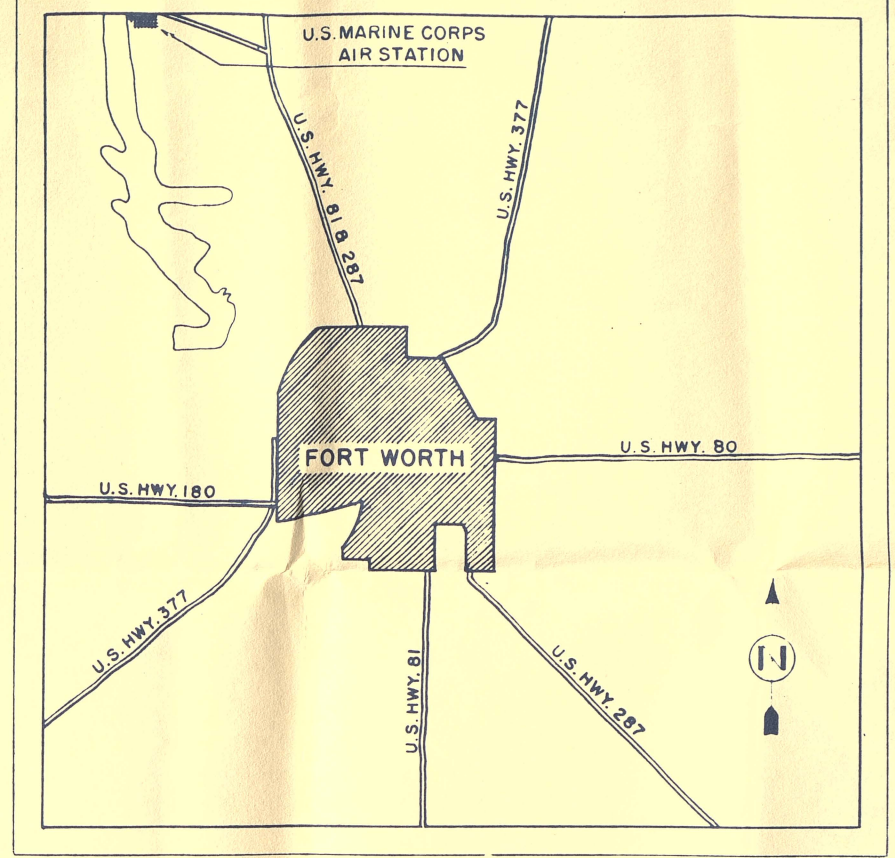 U.S. MARINE CORPS
AIR STATION
U.S. HWY. 81 & 287
U.S. HWY. 377
FORT WORTH
U.S. HWY. 80
U.S. HWY. 180
U.S. HWY. 377
U.S. HWY. 81
U.S. HWY. 287
N